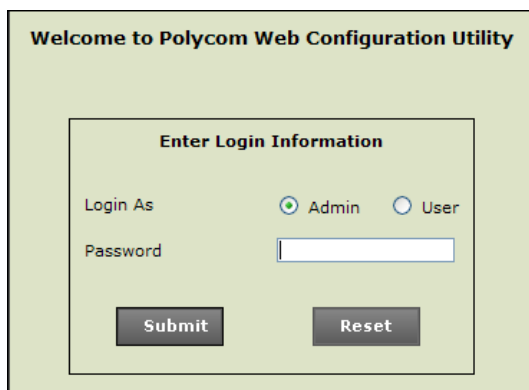 Welcome to Polycom Web Configuration Utility
Enter Login Information
Login As Admin User
Password
Submit Reset